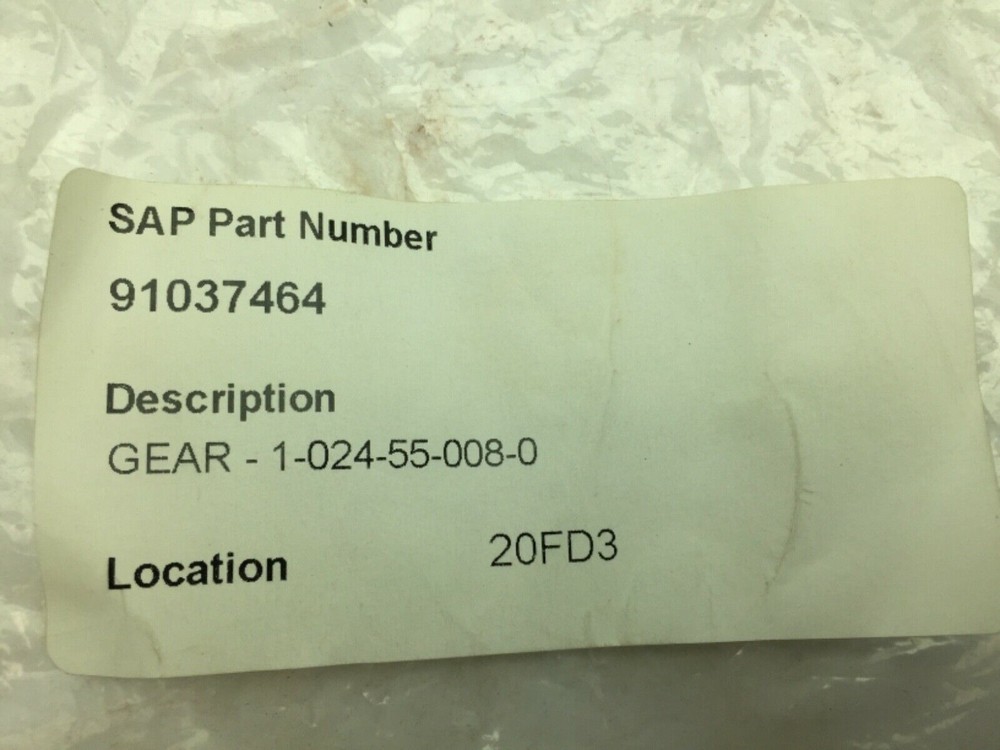 SAP Part Number
91037464
Description
GEAR - 1-024-55-008-0
Location 20FD3